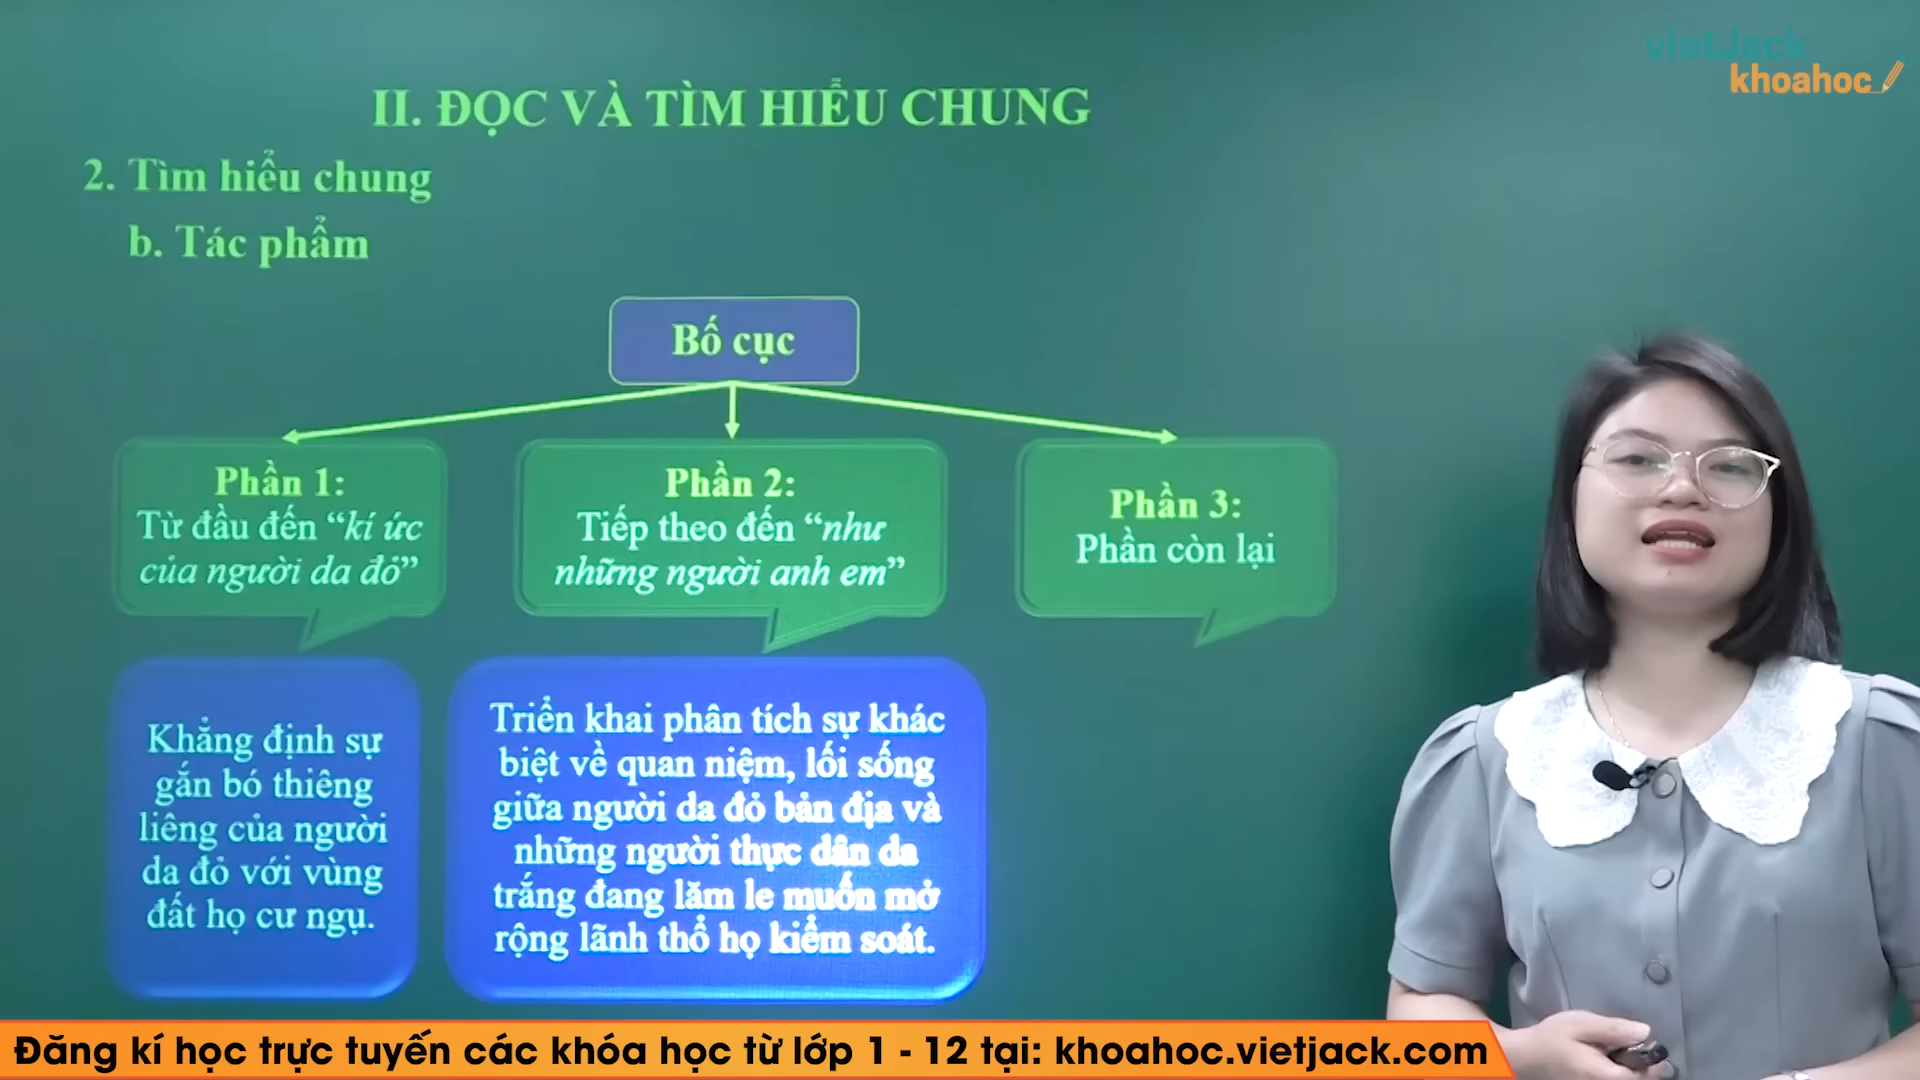 vietJack
khoahoc
II. ĐỌC VÀ TÌM HIỂU CHUNG
2. Tìm hiểu chung
b. Tác phẩm
Bố cục
Phần 1:
Từ đầu đến “kí ức
của người da đỏ”
Phần 2:
Tiếp theo đến “như
những người anh em”
Phần 3:
Phần còn lại
Khẳng định sự
gắn bó thiêng
liêng của người
da đỏ với vùng
đất họ cư ngụ.
Triển khai phân tích sự khác
biệt về quan niệm, lối sống
giữa người da đỏ bản địa và
những người thực dân da
trắng đang lăm le muốn mở
rộng lãnh thổ họ kiểm soát.
Đăng kí học trực tuyến các khóa học từ lớp 1 - 12 tại: khoahoc.vietjack.com